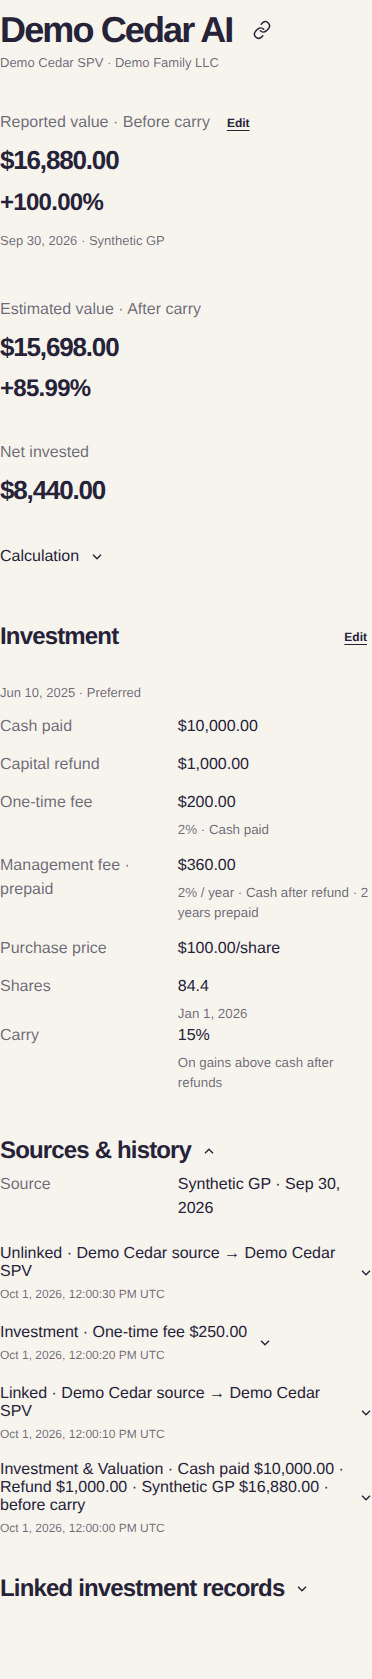 Demo Cedar AI
Demo Cedar SPV · Demo Family LLC
Reported value · Before carry Edit
$16,880.00
+100.00%
Sep 30, 2026 · Synthetic GP
Estimated value · After carry
$15,698.00
+85.99%
Net invested
$8,440.00
Calculation
Investment Edit
Jun 10, 2025 · Preferred
Cash paid $10,000.00
Capital refund $1,000.00
One-time fee $200.00
2% · Cash paid
Management fee · prepaid $360.00
2% / year · Cash after refund · 2
years prepaid
Purchase price $100.00/share
Shares 84.4
Jan 1, 2026
Carry 15%
On gains above cash after
refunds
Sources & history
Source Synthetic GP · Sep 30,
2026
Unlinked · Demo Cedar source → Demo Cedar
SPV
Oct 1, 2026, 12:00:30 PM UTC
Investment · One-time fee $250.00
Oct 1, 2026, 12:00:20 PM UTC
Linked · Demo Cedar source → Demo Cedar
SPV
Oct 1, 2026, 12:00:10 PM UTC
Investment & Valuation · Cash paid $10,000.00 ·
Refund $1,000.00 · Synthetic GP $16,880.00 ·
before carry
Oct 1, 2026, 12:00:00 PM UTC
Linked investment records